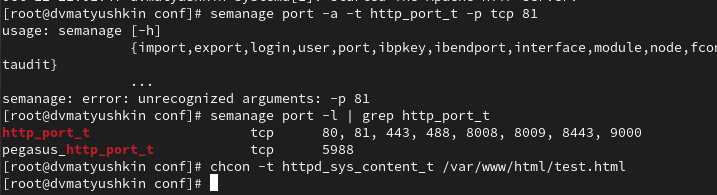 [root@dvmatyushkin conf]# semanage port -a -t http_port_t -p tcp 81
usage: semanage [-h]
{import,export,login,user,port,ibpkey,ibendport,interface,module,node,fcon
taudit}
...
semanage: error: unrecognized arguments: -p 81
[root@dvmatyushkin conf]# semanage port -l | grep http_port_t
http_port_t tcp 80, 81, 443, 488, 8008, 8009, 8443, 9000
pegasus_http_port_t tcp 5988
[root@dvmatyushkin conf]# chcon -t httpd_sys_content_t /var/www/html/test.html
[root@dvmatyushkin conf]#